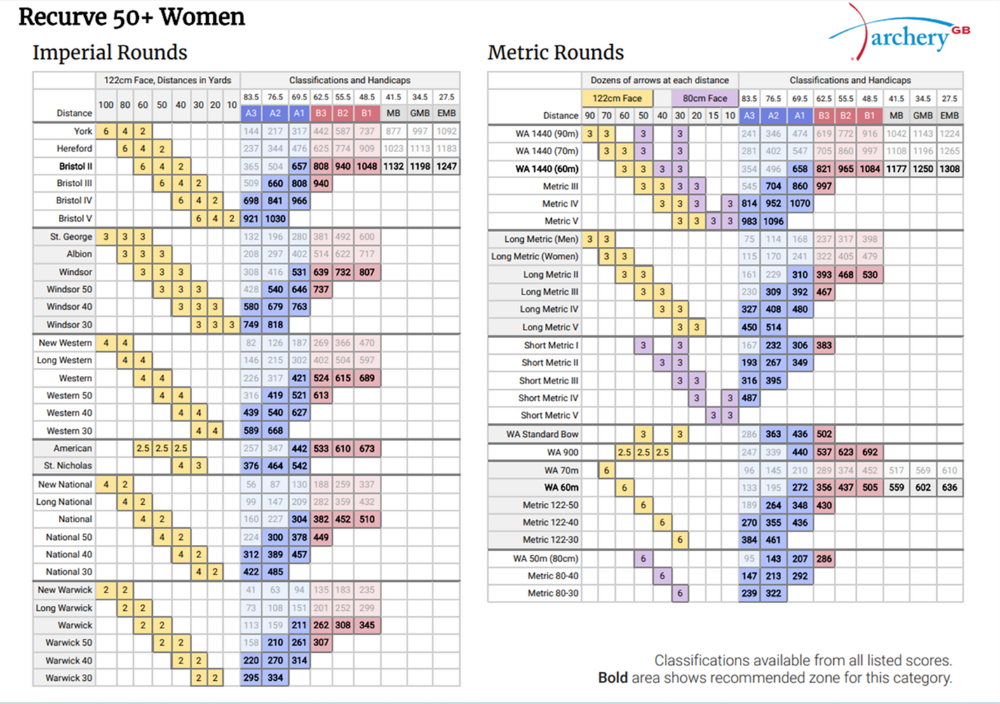 Recurve 50+ Women
archery GB
Imperial Rounds
122cm Face, Distances in Yards Classifications and Handicaps
83.5 76.5 69.5 62.5 55.5 48.5 41.5 34.5 27.5
Distance 100 80 60 50 40 30 20 10 A3 A2 A1 B3 B2 B1 MB GMB EMB
York 6 4 2 144 217 317 442 587 737 877 997 1092
Hereford 6 4 2 237 344 476 625 774 909 1023 1113 1183
Bristol II 6 4 2 365 504 657 808 940 1048 1132 1198 1247
Bristol III 6 4 2 509 660 808 940
Bristol IV 6 4 2 698 841 966
Bristol V 6 4 2 921 1030
St. George 3 3 3 132 196 280 381 492 600
Albion 3 3 3 208 297 402 514 622 717
Windsor 3 3 3 308 416 531 639 732 807
Windsor 50 3 3 3 428 540 646 737
Windsor 40 3 3 3 580 679 763
Windsor 30 3 3 3 749 818
New Western 4 4 82 126 187 269 366 470
Long Western 4 4 146 215 302 402 504 597
Western 4 4 226 317 421 524 615 689
Western 50 4 4 316 419 521 613
Western 40 4 4 439 540 627
Western 30 4 4 589 668
American 2.5 2.5 2.5 257 347 442 533 610 673
St. Nicholas 4 3 376 464 542
New National 4 2 56 87 130 188 259 337
Long National 4 2 99 147 209 282 359 432
National 4 2 160 227 304 382 452 510
National 50 4 2 224 300 378 449
National 40 4 2 312 389 457
National 30 4 2 422 485
New Warwick 2 2 41 63 94 135 183 235
Long Warwick 2 2 73 108 151 201 252 299
Warwick 2 2 113 159 211 262 308 345
Warwick 50 2 2 158 210 261 307
Warwick 40 2 2 220 270 314
Warwick 30 2 2 295 334
Metric Rounds
Dozens of arrows at each distance Classifications and Handicaps
122cm Face 80cm Face 83.5 76.5 69.5 62.5 55.5 48.5 41.5 34.5 27.5
Distance 90 70 60 50 40 30 20 15 10 A3 A2 A1 B3 B2 B1 MB GMB EMB
WA 1440 (90m) 3 3 3 3 241 346 474 619 772 916 1042 1143 1224
WA 1440 (70m) 3 3 3 3 281 402 547 705 860 997 1108 1196 1265
WA 1440 (60m) 3 3 3 3 354 496 658 821 965 1084 1177 1250 1308
Metric III 3 3 3 3 545 704 860 997
Metric IV 3 3 3 3 814 952 1070
Metric V 3 3 3 3 983 1096
Long Metric (Men) 3 3 75 114 168 237 317 398
Long Metric (Women) 3 3 115 170 241 322 405 479
Long Metric II 3 3 161 229 310 393 468 530
Long Metric III 3 3 230 309 392 467
Long Metric IV 3 3 327 408 480
Long Metric V 3 3 450 514
Short Metric I 3 3 167 232 306 383
Short Metric II 3 3 193 267 349
Short Metric III 3 3 316 395
Short Metric IV 3 3 487
Short Metric V 3 3
WA Standard Bow 3 3 286 363 436 502
WA 900 2.5 2.5 2.5 247 339 440 537 623 692
WA 70m 6 96 145 210 289 374 452 517 569 610
WA 60m 6 133 195 272 356 437 505 559 602 636
Metric 122-50 6 189 264 348 430
Metric 122-40 6 270 355 436
Metric 122-30 6 384 461
WA 50m (80cm) 6 95 143 207 286
Metric 80-40 6 147 213 292
Metric 80-30 6 239 322
Classifications available from all listed scores.
Bold area shows recommended zone for this category.